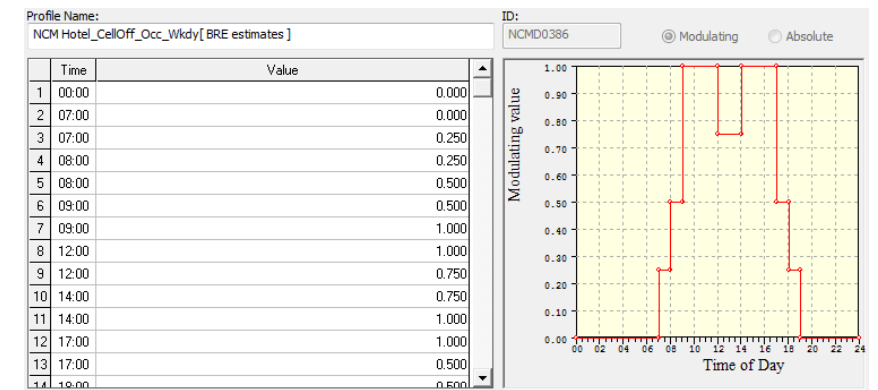 Profile Name:
ID:
NCM Hotel_CellOff_Occ_Wkdy[ BRE estimates ]
NCMD0386
Modulating
Absolute
Time Value
1 00:00 0.000
2 07:00 0.000
3 07:00 0.250
4 08:00 0.250
5 08:00 0.500
6 09:00 0.500
7 09:00 1.000
8 12:00 1.000
9 12:00 0.750
10 14:00 0.750
11 14:00 1.000
12 17:00 1.000
13 17:00 0.500
14 18:00 0.500
Modulating value
1.00
0.90
0.80
0.70
0.60
0.50
0.40
0.30
0.20
0.10
0.00
00 02 04 06 08 10 12 14 16 18 20 22 24
Time of Day